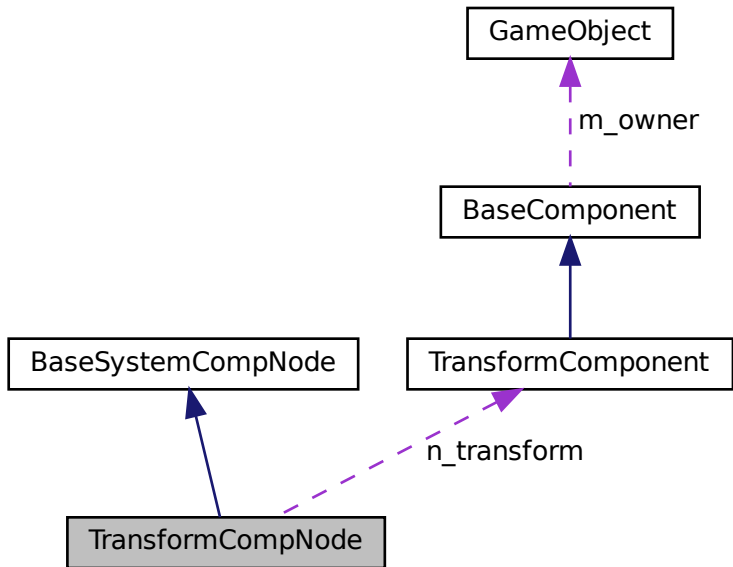 GameObject
m_owner
BaseComponent
BaseSystemCompNode
TransformComponent
n_transform
TransformCompNode